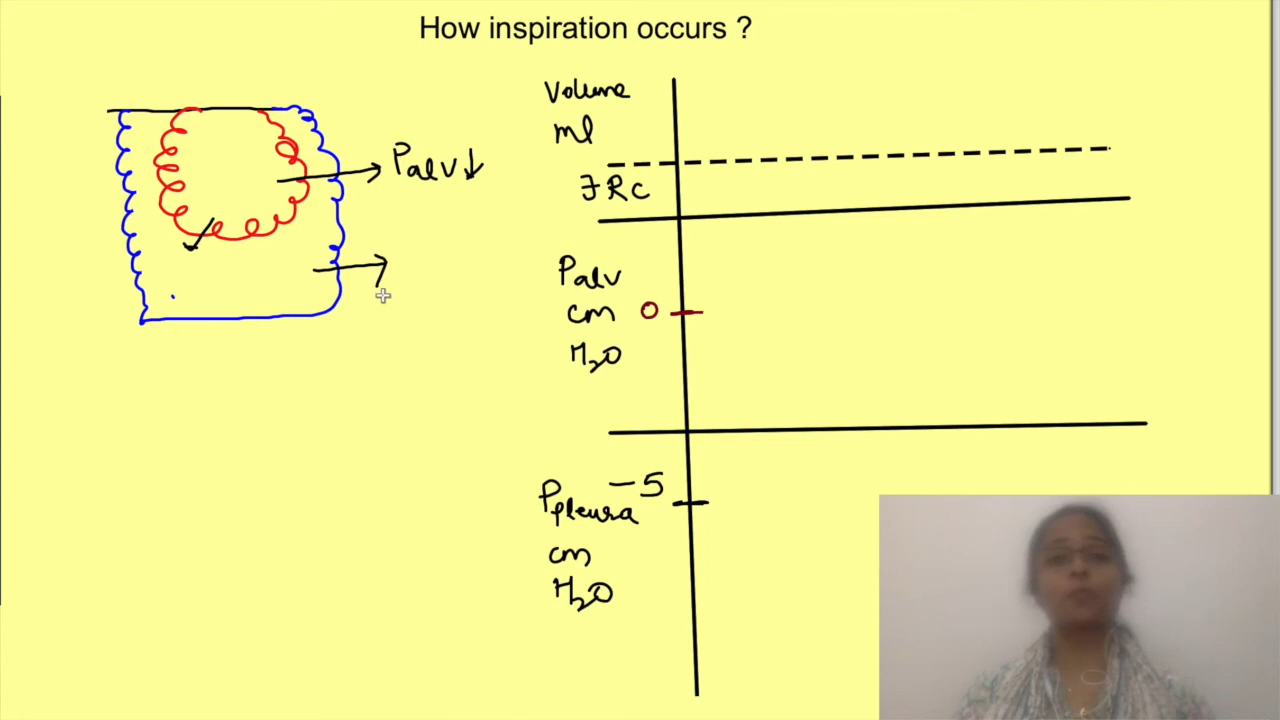 How inspiration occurs ?
Palv↓
Volume
ml
FRC
Palv
cm 0
H₂O
Ppleura -5
cm
H₂O